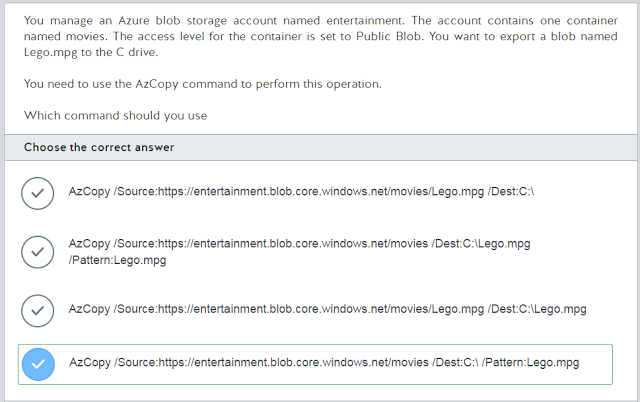 You manage an Azure blob storage account named entertainment. The account contains one container
named movies. The access level for the container is set to Public Blob. You want to export a blob named
Lego.mpg to the C drive.
You need to use the AzCopy command to perform this operation.
Which command should you use
Choose the correct answer
AzCopy /Source:https://entertainment.blob.core.windows.net/movies/Lego.mpg /Dest:C:\
AzCopy /Source:https://entertainment.blob.core.windows.net/movies /Dest:C:\Lego.mpg
/Pattern:Lego.mpg
AzCopy /Source:https://entertainment.blob.core.windows.net/movies/Lego.mpg /Dest:C:\Lego.mpg
AzCopy /Source:https://entertainment.blob.core.windows.net/movies /Dest:C:\ /Pattern:Lego.mpg